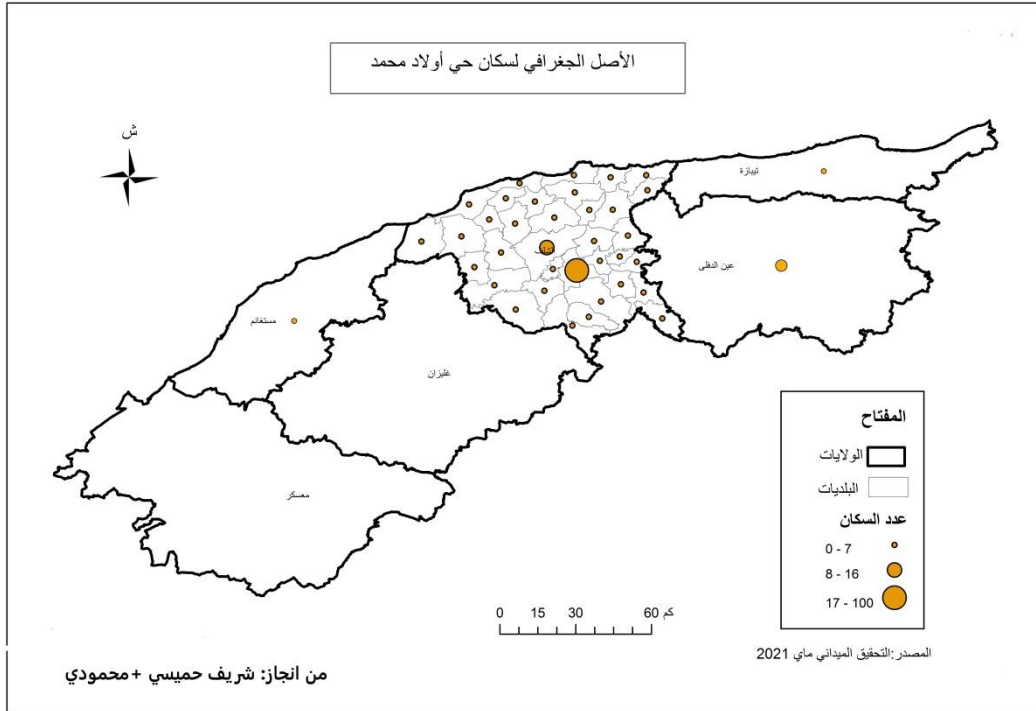 الأصل الجغرافي لسكان حي أولاد محمد
ش
تيبازة
عين الدفلى
مستغانم
غليزان
معسكر
المفتاح
الولايات
البلديات
عدد السكان
0 - 7
8 - 16
17 - 100
0 15 30 60 كم
المصدر:التحقيق الميداني ماي 2021
من انجاز: شريف حميسي +محمودي